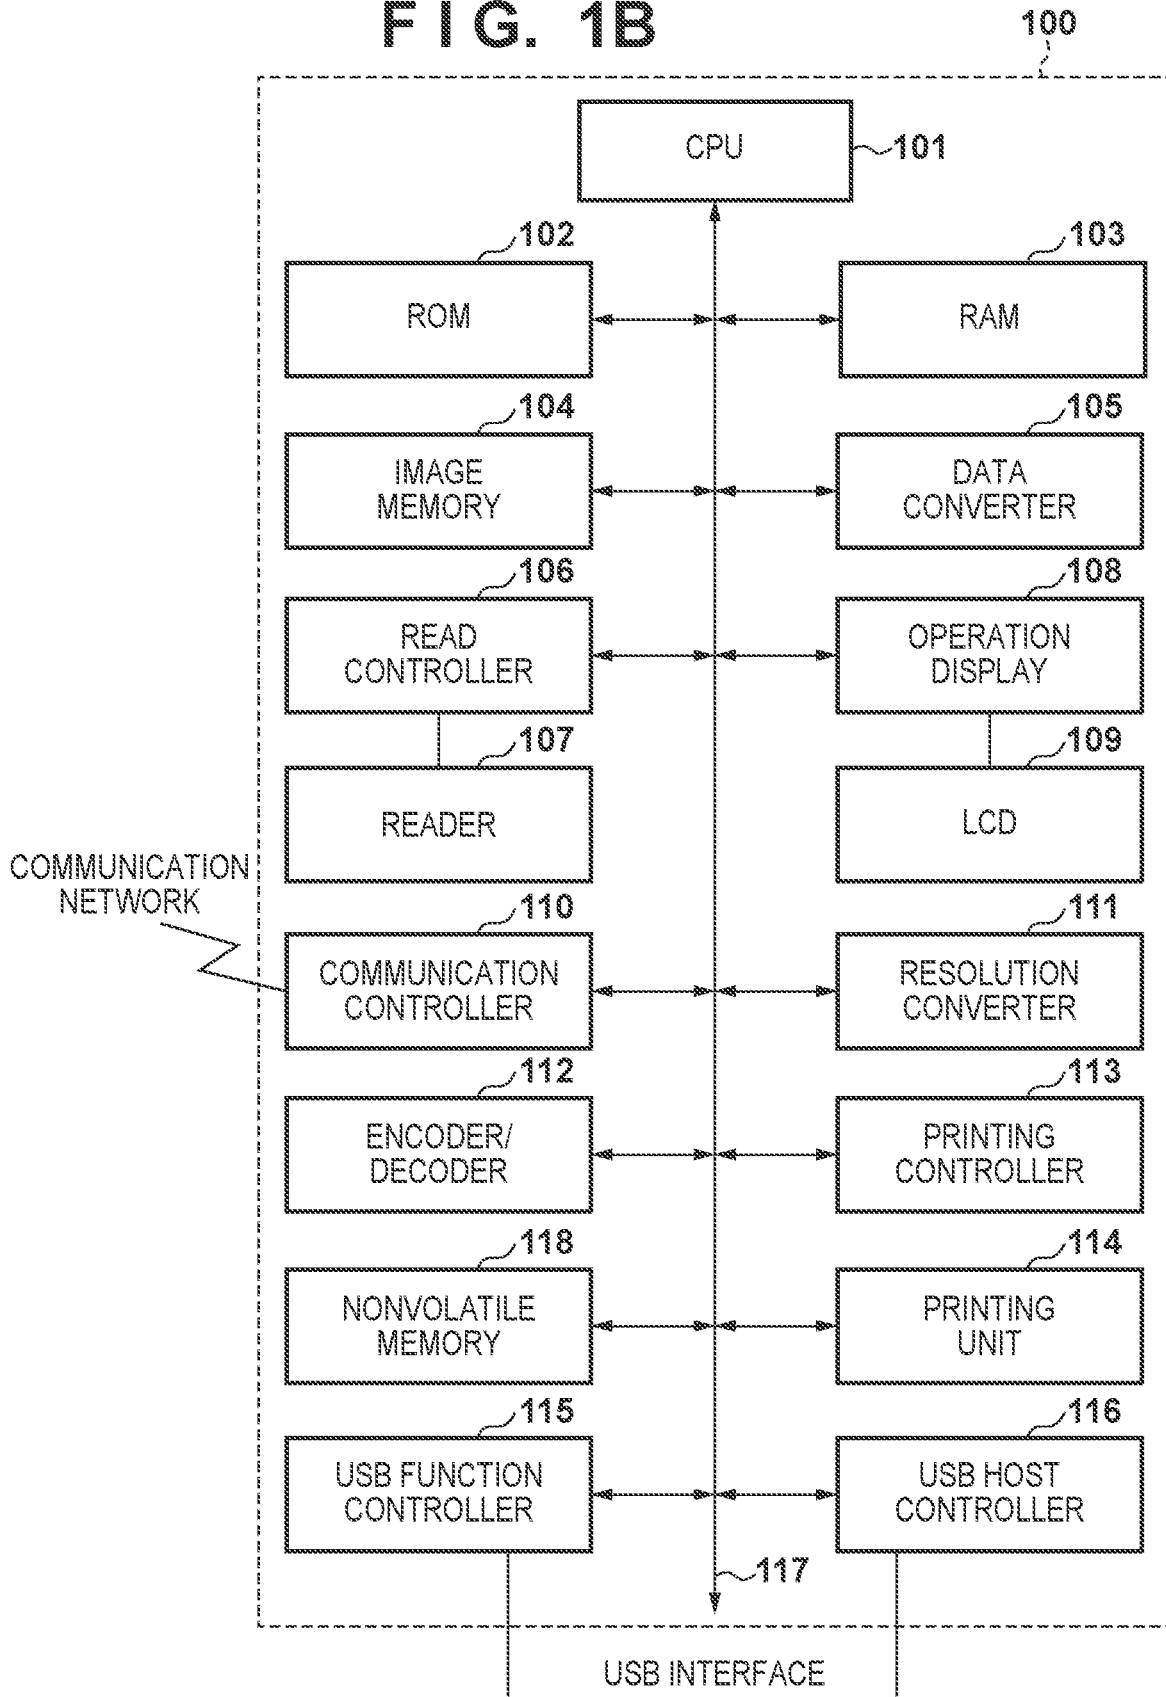 FIG. 1B
100
CPU
101
102
103
ROM
RAM
104
105
IMAGE
MEMORY
DATA
CONVERTER
106
108
READ
CONTROLLER
OPERATION
DISPLAY
107
109
READER
LCD
COMMUNICATION
NETWORK
110
111
COMMUNICATION
CONTROLLER
RESOLUTION
CONVERTER
112
113
ENCODER/
DECODER
PRINTING
CONTROLLER
118
114
NONVOLATILE
MEMORY
PRINTING
UNIT
115
116
USB FUNCTION
CONTROLLER
USB HOST
CONTROLLER
117
USB INTERFACE